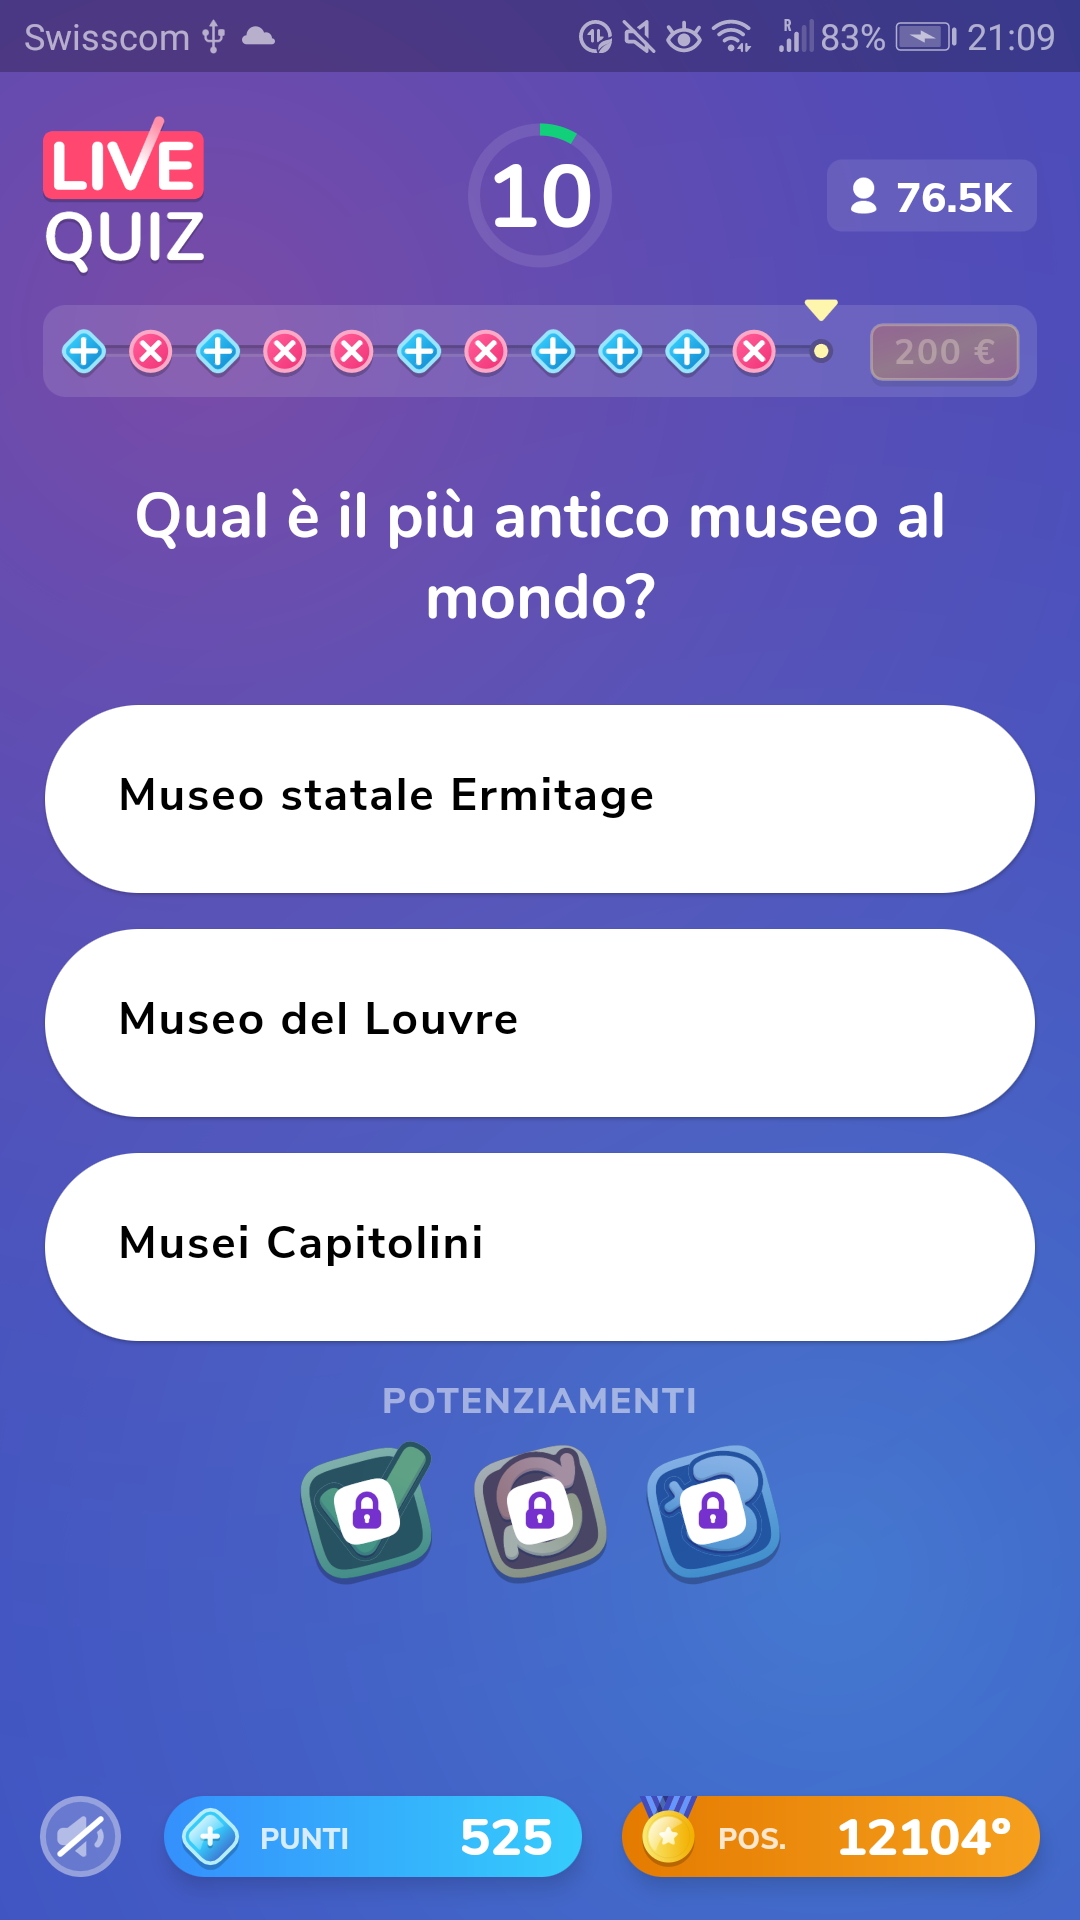 Swisscom 83% 21:09
LIVE
QUIZ
10
76.5K
200 €
Qual è il più antico museo al
mondo?
Museo statale Ermitage
Museo del Louvre
Musei Capitolini
POTENZIAMENTI
PUNTI 525
POS. 12104°